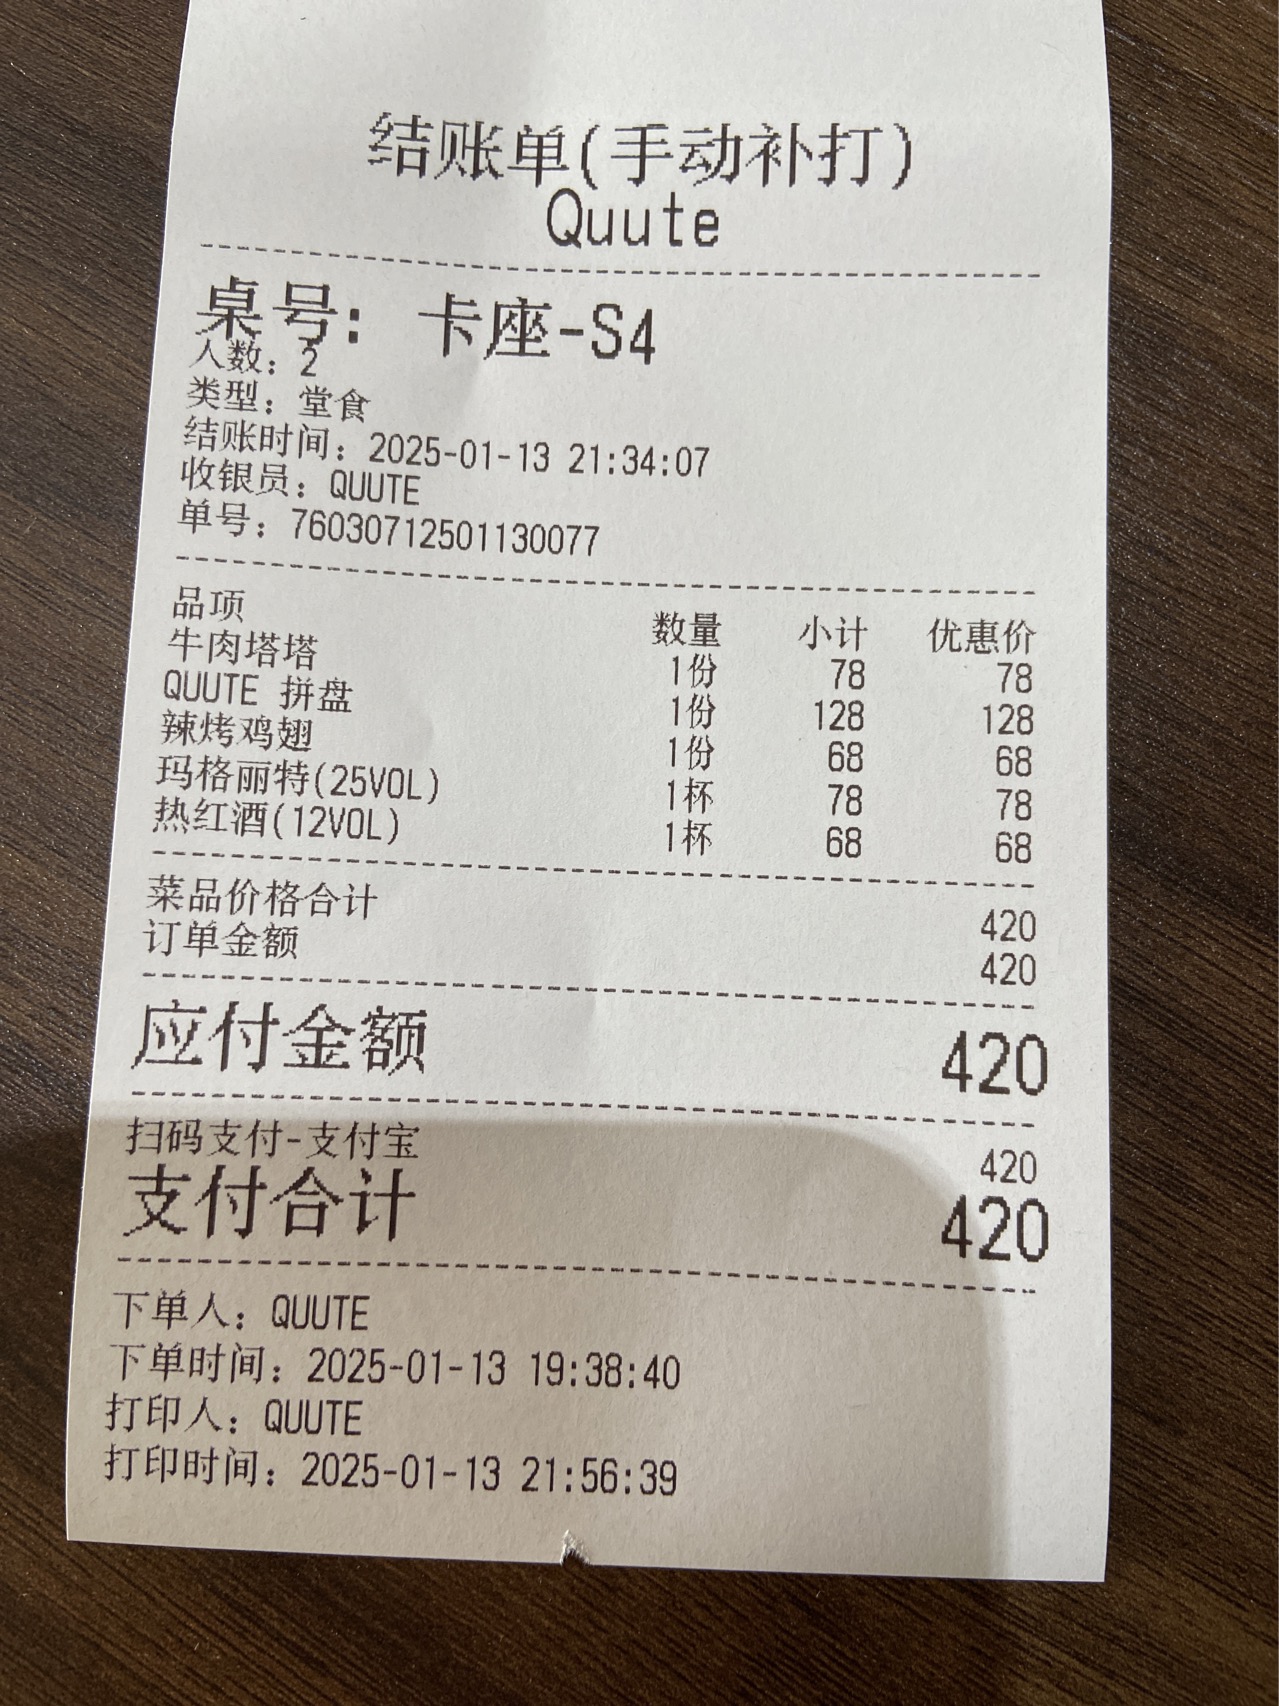 结账单(手动补打)
Quute
桌号: 卡座-S4
人数: 2
类型: 堂食
结账时间: 2025-01-13 21:34:07
收银员: QUUTE
单号: 76030712501130077
品项 数量 小计 优惠价
牛肉塔塔 1份 78 78
QUUTE 拼盘 1份 128 128
辣烤鸡翅 1份 68 68
玛格丽特(25VOL) 1杯 78 78
热红酒(12VOL) 1杯 68 68
菜品价格合计 420
订单金额 420
应付金额 420
扫码支付-支付宝 420
支付合计 420
下单人: QUUTE
下单时间: 2025-01-13 19:38:40
打印人: QUUTE
打印时间: 2025-01-13 21:56:39